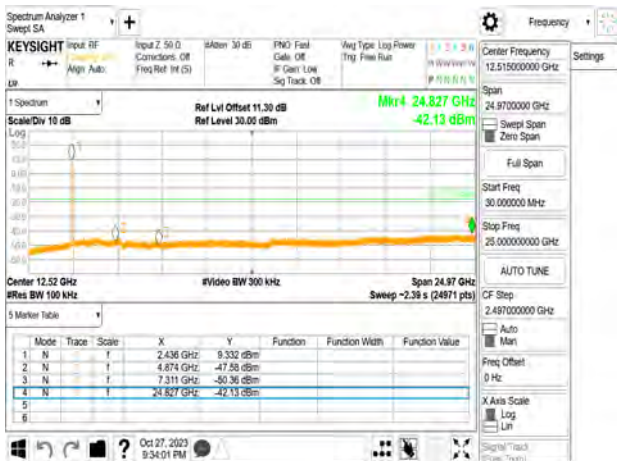 Spectrum Analyzer 1
Swept SA
+
Frequency
Settings
KEYSIGHT
Input: RF
Input Z: 50 Ω
#Atten: 30 dB
PNO: Fast
Avg Type: Log Power
R
Corrections: Off
Gate: Off
Trig: Free Run
Align: Auto
Freq Ref: Int (S)
IF Gain: Low
Sig Track: Off
P N N N N N
1 Spectrum
Scale/Div 10 dB
Ref Lvl Offset 11.30 dB
Ref Level 30.00 dBm
Mkr4 24.827 GHz
-42.13 dBm
Log
Center 12.52 GHz
#Video BW 300 kHz
Span 24.97 GHz
#Res BW 100 kHz
Sweep ~2.39 s (24971 pts)
5 Marker Table
Mode Trace Scale X Y Function Function Width Function Value
1 N f 2.436 GHz 9.332 dBm
2 N f 4.874 GHz -47.58 dBm
3 N f 7.311 GHz -50.36 dBm
4 N f 24.827 GHz -42.13 dBm
5
6
Oct 27, 2023
9:34:01 PM
Center Frequency
12.515000000 GHz
Span
24.9700000 GHz
Swept Span
Zero Span
Full Span
Start Freq
30.000000 MHz
Stop Freq
25.000000000 GHz
AUTO TUNE
CF Step
2.497000000 GHz
Auto
Man
Freq Offset
0 Hz
X Axis Scale
Log
Lin
Signal Track